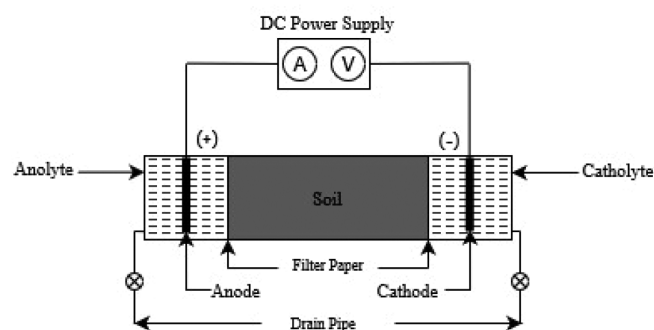 DC Power Supply
A V
(+) (-)
Anolyte Catholyte
Soil
Filter Paper
Anode Cathode
Drain Pipe